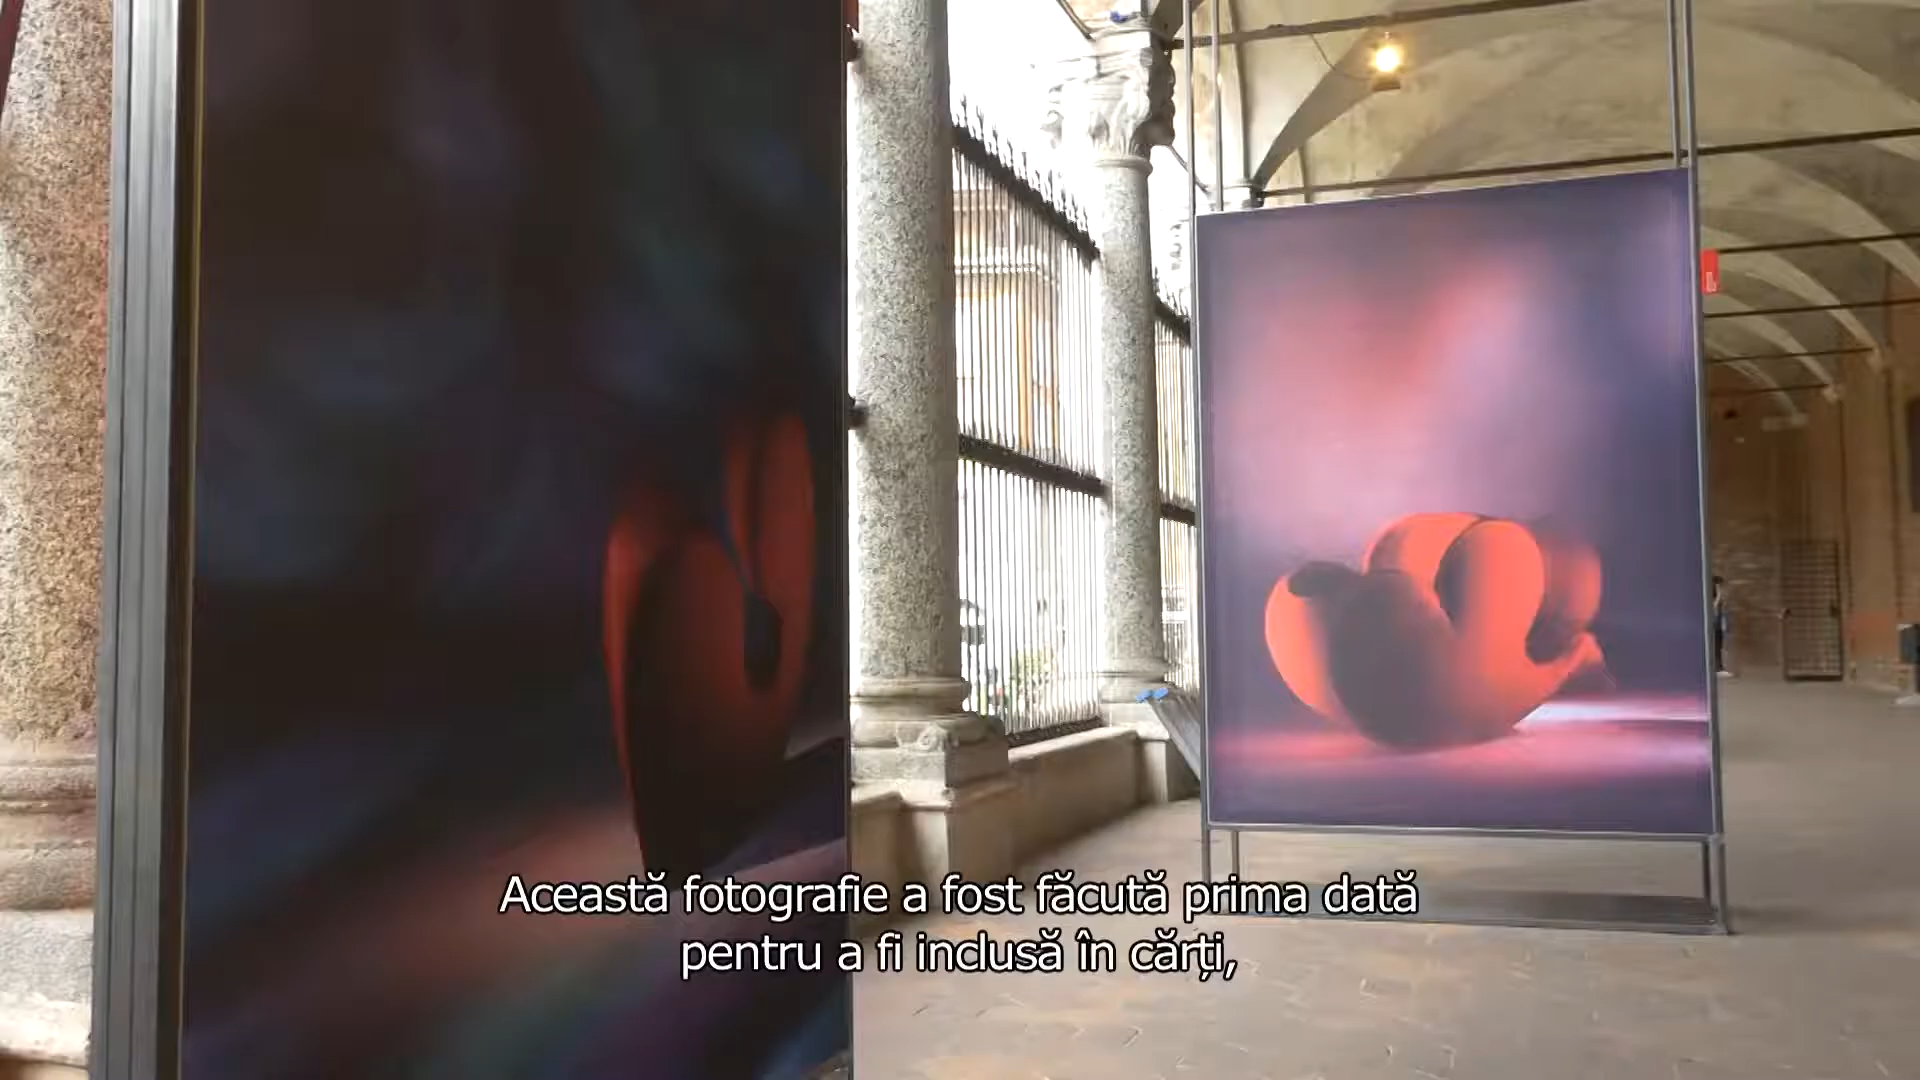 Această fotografie a fost făcută prima dată
pentru a fi inclusă în cărți,